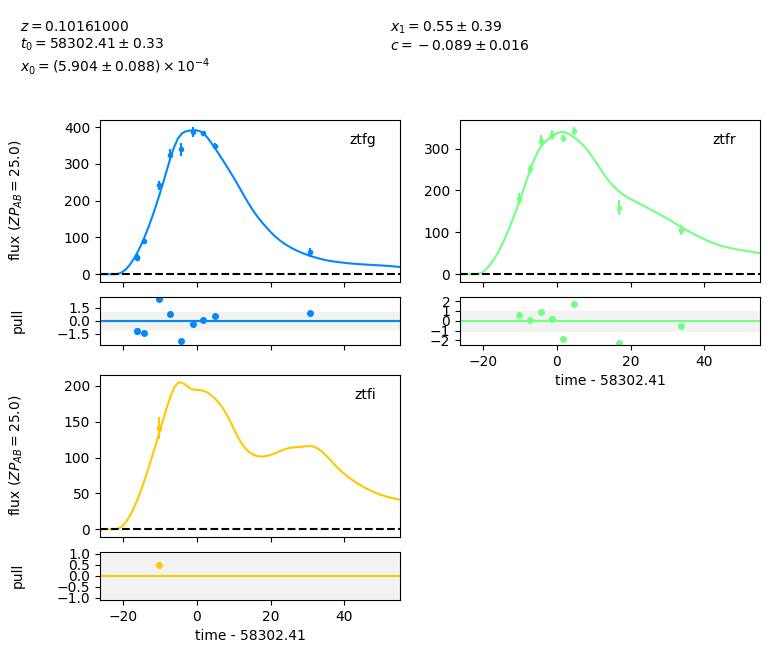 z = 0.10161000
t₀ = 58302.41 ± 0.33
x₀ = (5.904 ± 0.088) × 10⁻⁴
x₁ = 0.55 ± 0.39
c = −0.089 ± 0.016
flux (ZP_AB = 25.0)
400
300
200
100
0
ztfg
300
200
100
0
ztfr
pull
1.5
0.0
−1.5
2
1
0
−1
−2
−20 0 20 40
time - 58302.41
flux (ZP_AB = 25.0)
200
150
100
50
0
ztfi
pull
1.0
0.5
0.0
−0.5
−1.0
−20 0 20 40
time - 58302.41